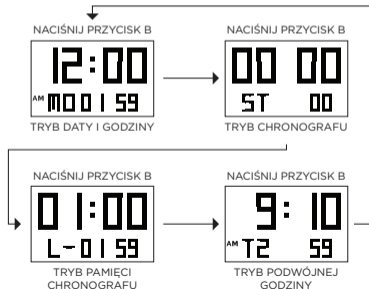 NACIŚNIJ PRZYCISK B
12:00
AM MO 01 59
TRYB DATY I GODZINY
NACIŚNIJ PRZYCISK B
00 00
ST 00
TRYB CHRONOGRAFU
NACIŚNIJ PRZYCISK B
01:00
L-01 59
TRYB PAMIĘCI
CHRONOGRAFU
NACIŚNIJ PRZYCISK B
9:10
AM T2 59
TRYB PODWÓJNEJ
GODZINY